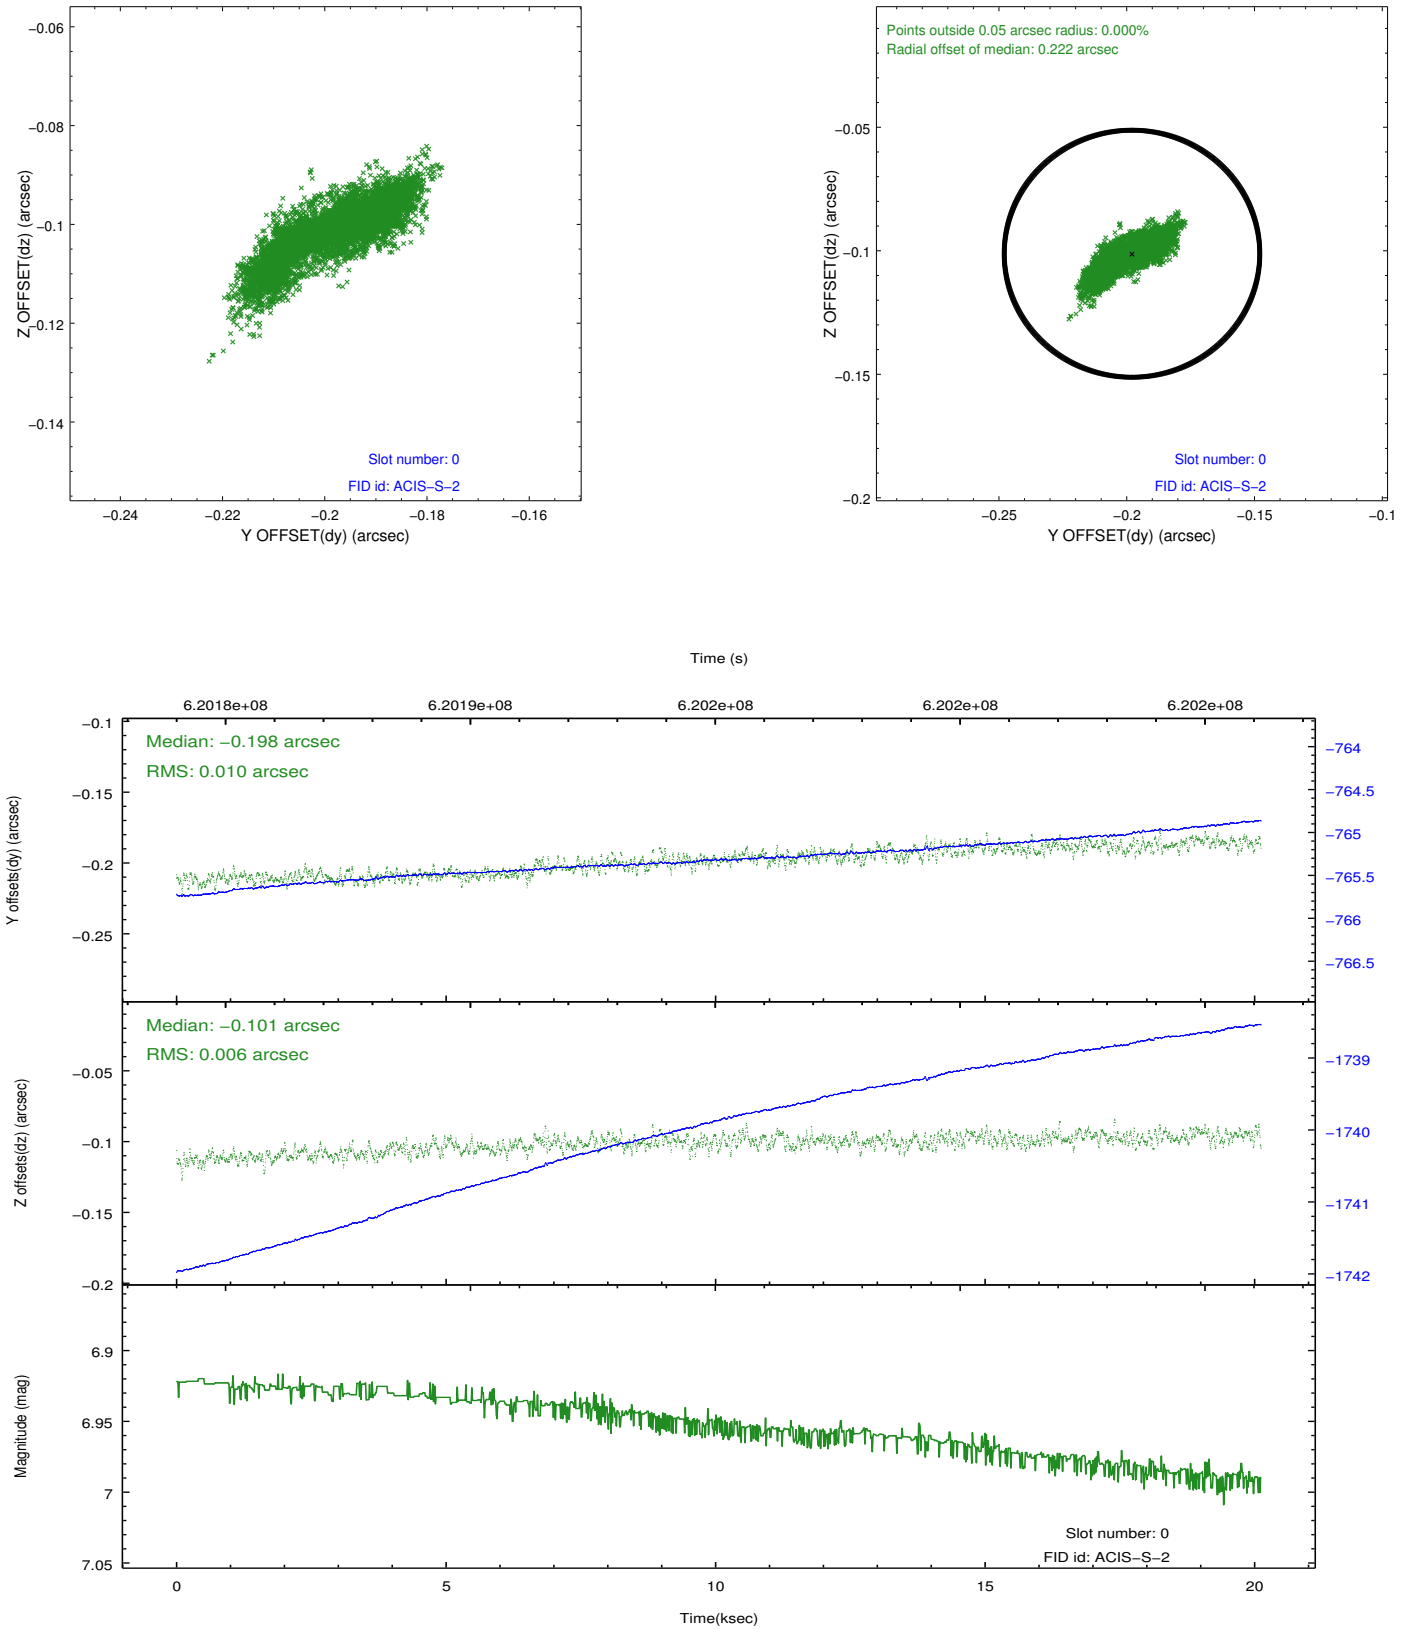 −0.06
−0.08
−0.1
−0.12
−0.14
Z OFFSET(dz) (arcsec)
Slot number: 0
FID id: ACIS−S−2
−0.24 −0.22 −0.2 −0.18 −0.16
Y OFFSET(dy) (arcsec)
Points outside 0.05 arcsec radius: 0.000%
Radial offset of median: 0.222 arcsec
−0.05
−0.1
−0.15
−0.2
Z OFFSET(dz) (arcsec)
Slot number: 0
FID id: ACIS−S−2
−0.25 −0.2 −0.15 −0.1
Y OFFSET(dy) (arcsec)
Time (s)
6.2018e+08 6.2019e+08 6.202e+08 6.202e+08 6.202e+08
−0.1
−0.15
−0.2
−0.25
Y offsets(dy) (arcsec)
Median: −0.198 arcsec
RMS: 0.010 arcsec
−764
−764.5
−765
−765.5
−766
−766.5
−0.05
−0.1
−0.15
−0.2
Z offsets(dz) (arcsec)
Median: −0.101 arcsec
RMS: 0.006 arcsec
−1739
−1740
−1741
−1742
6.9
6.95
7
7.05
Magnitude (mag)
Slot number: 0
FID id: ACIS−S−2
0 5 10 15 20
Time(ksec)